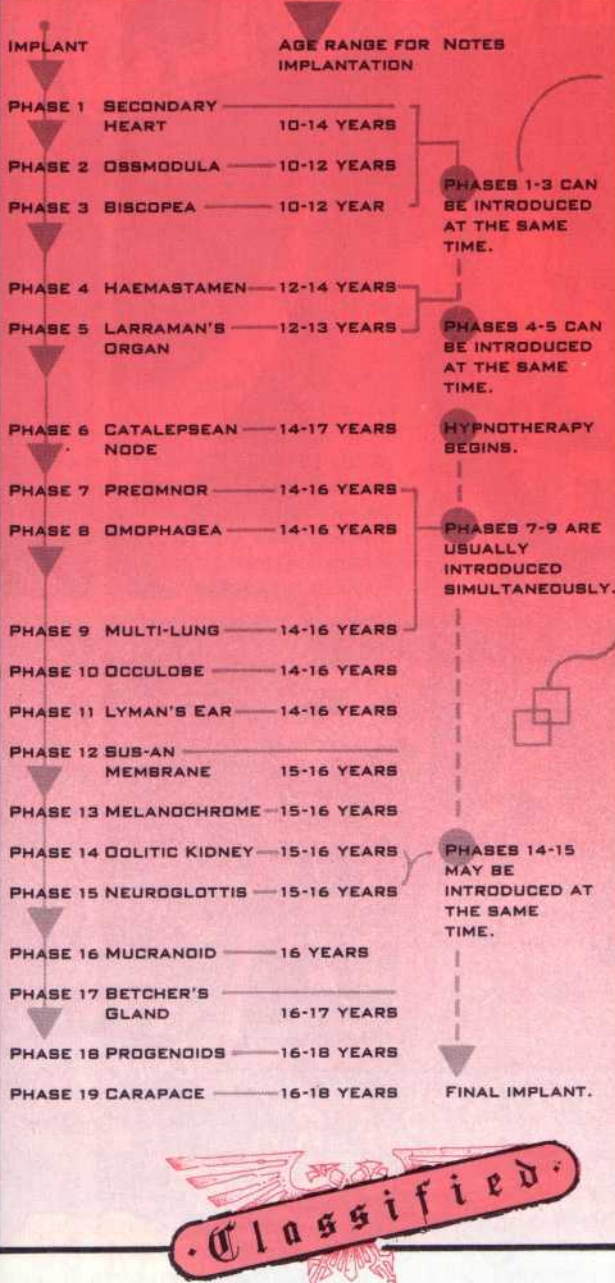 IMPLANT AGE RANGE FOR NOTES
IMPLANTATION
PHASE 1 SECONDARY
HEART 10-14 YEARS
PHASE 2 OSSMODULA 10-12 YEARS
PHASE 3 BISCOPEA 10-12 YEAR
PHASES 1-3 CAN
BE INTRODUCED
AT THE SAME
TIME.
PHASE 4 HAEMASTAMEN 12-14 YEARS
PHASE 5 LARRAMAN'S 12-13 YEARS
ORGAN
PHASES 4-5 CAN
BE INTRODUCED
AT THE SAME
TIME.
PHASE 6 CATALEPSEAN 14-17 YEARS
NODE
HYPNOTHERAPY
BEGINS.
PHASE 7 PREOMNOR 14-16 YEARS
PHASE 8 OMOPHAGEA 14-16 YEARS
PHASES 7-9 ARE
USUALLY
INTRODUCED
SIMULTANEOUSLY.
PHASE 9 MULTI-LUNG 14-16 YEARS
PHASE 10 OCCULOBE 14-16 YEARS
PHASE 11 LYMAN'S EAR 14-16 YEARS
PHASE 12 SUS-AN
MEMBRANE 15-16 YEARS
PHASE 13 MELANOCHROME 15-16 YEARS
PHASE 14 OOLITIC KIDNEY 15-16 YEARS
PHASE 15 NEUROGLOTTIS 15-16 YEARS
PHASES 14-15
MAY BE
INTRODUCED AT
THE SAME
TIME.
PHASE 16 MUCRANOID 16 YEARS
PHASE 17 BETCHER'S
GLAND 16-17 YEARS
PHASE 18 PROGENOIDS 16-18 YEARS
PHASE 19 CARAPACE 16-18 YEARS FINAL IMPLANT.
·Classified·